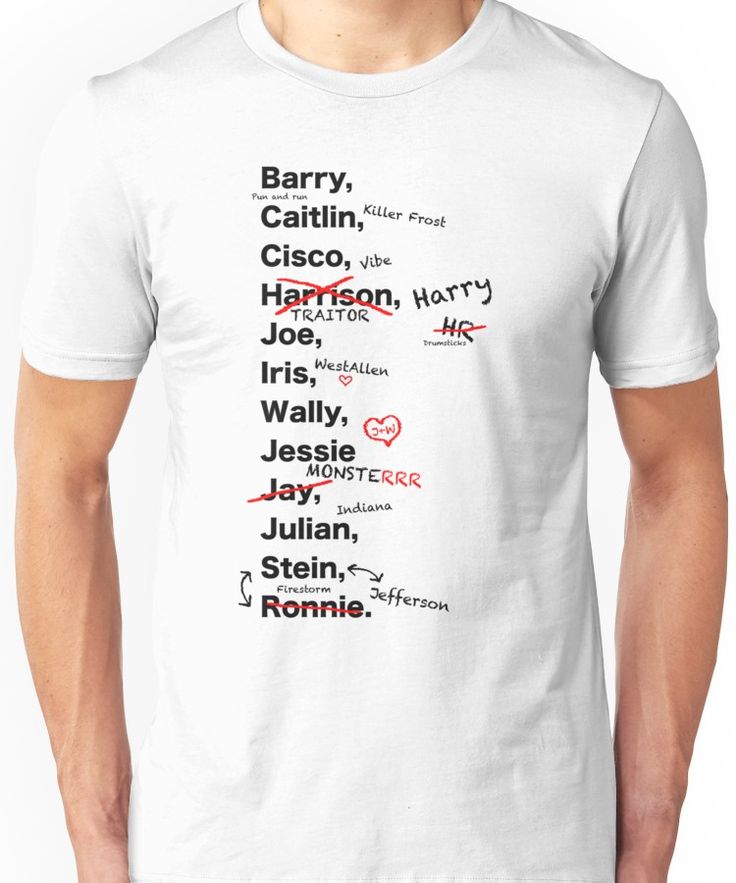 Barry,
Pun and run
Caitlin, Killer Frost
Cisco, Vibe
Harrison, Harry
TRAITOR
HR
Joe,
Drumsticks
Iris, WestAllen
Wally,
J+W
Jessie
MONSTERRR
Jay,
Indiana
Julian,
Stein,
Firestorm
Jefferson
Ronnie.